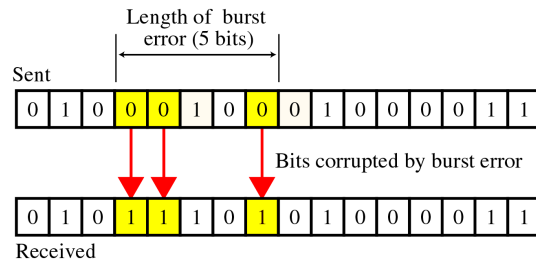 Length of burst
error (5 bits)
Sent
0 1 0 0 0 1 0 0 0 1 0 0 0 0 1 1
Bits corrupted by burst error
0 1 0 1 1 1 0 1 0 1 0 0 0 0 1 1
Received